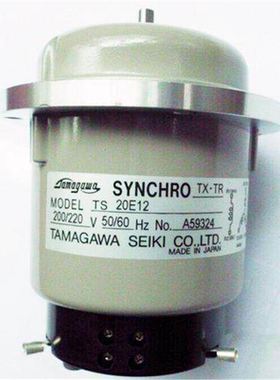 Tamagawa SYNCHRO TX-TR
MODEL TS 20E12
200/220 V 50/60 Hz No. A59324
TAMAGAWA SEIKI CO.,LTD.
MADE IN JAPAN